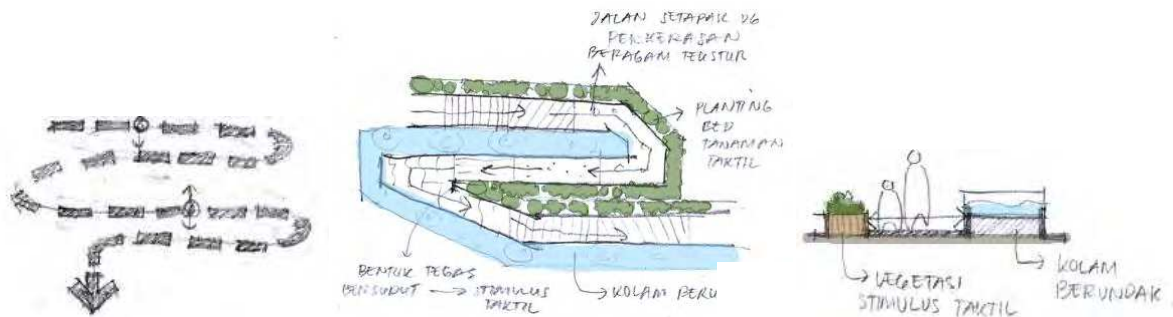 JALAN SETAPAK DG
PERKERASAN
BERAGAM TEKSTUR
PLANTING
BED
TANAMAN
TAKTIL
BENTUK TEGAS
BERSUDUT → STIMULUS
TAKTIL
→ KOLAM
VEGETASI
STIMULUS TAKTIL
KOLAM
BERUNDAK